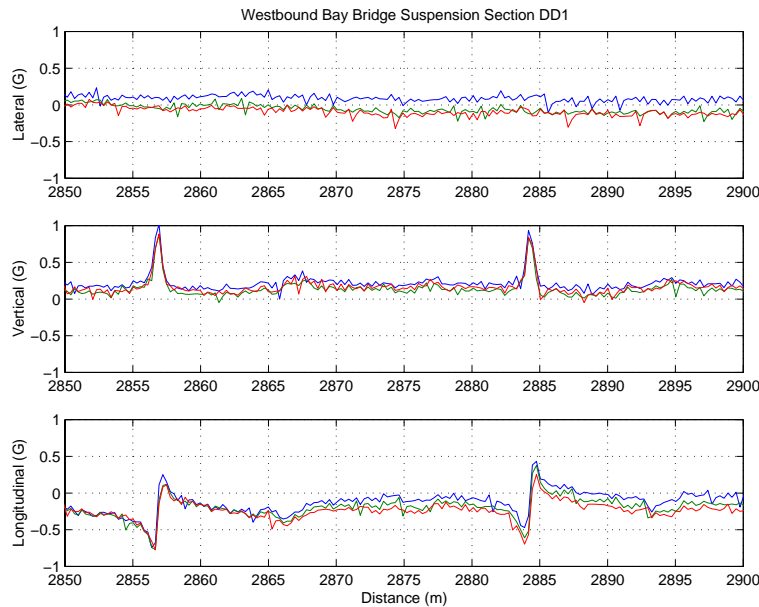 Westbound Bay Bridge Suspension Section DD1
1
0.5
0
−0.5
−1
Lateral (G)
2850 2855 2860 2865 2870 2875 2880 2885 2890 2895 2900
1
0.5
0
−0.5
−1
Vertical (G)
2850 2855 2860 2865 2870 2875 2880 2885 2890 2895 2900
1
0.5
0
−0.5
−1
Longitudinal (G)
2850 2855 2860 2865 2870 2875 2880 2885 2890 2895 2900
Distance (m)